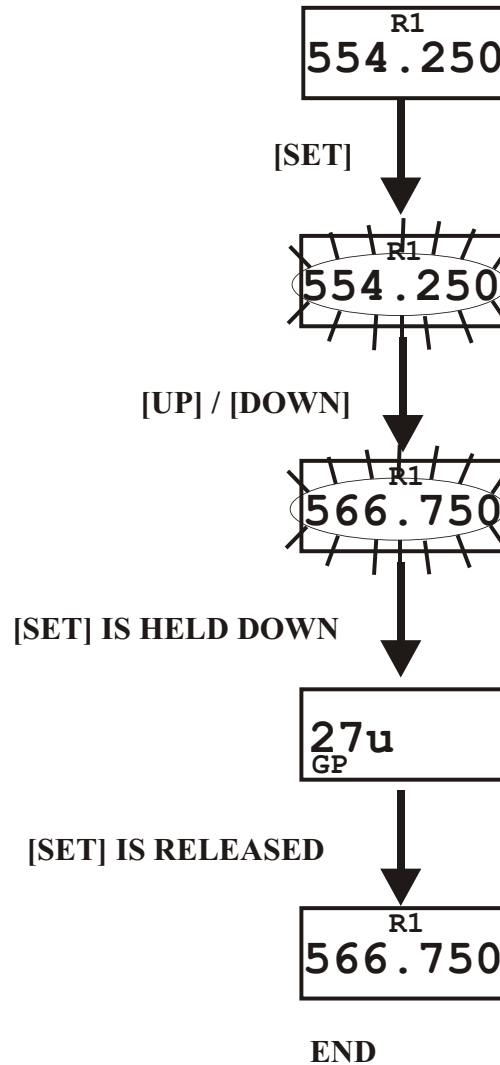 R1
554.250
[SET]
R1
554.250
[UP] / [DOWN]
R1
566.750
[SET] IS HELD DOWN
27u
GP
[SET] IS RELEASED
R1
566.750
END